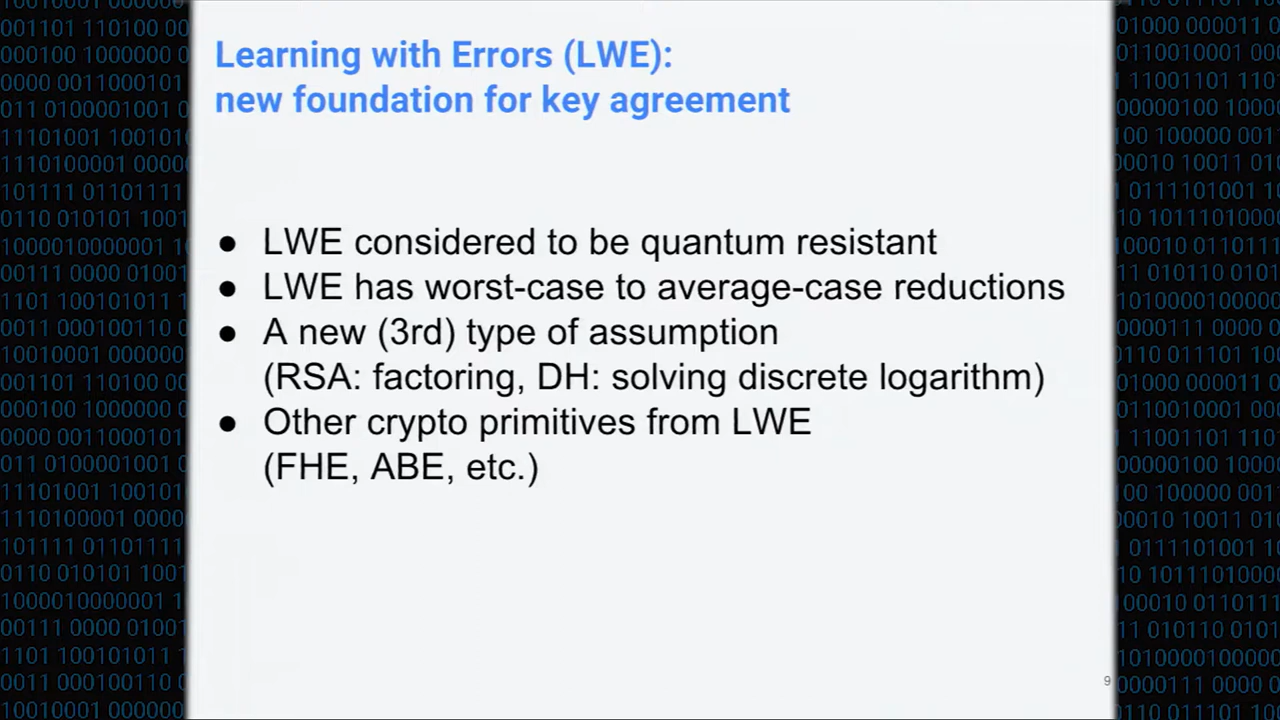 Learning with Errors (LWE):
new foundation for key agreement
● LWE considered to be quantum resistant
● LWE has worst-case to average-case reductions
● A new (3rd) type of assumption
(RSA: factoring, DH: solving discrete logarithm)
● Other crypto primitives from LWE
(FHE, ABE, etc.)
9